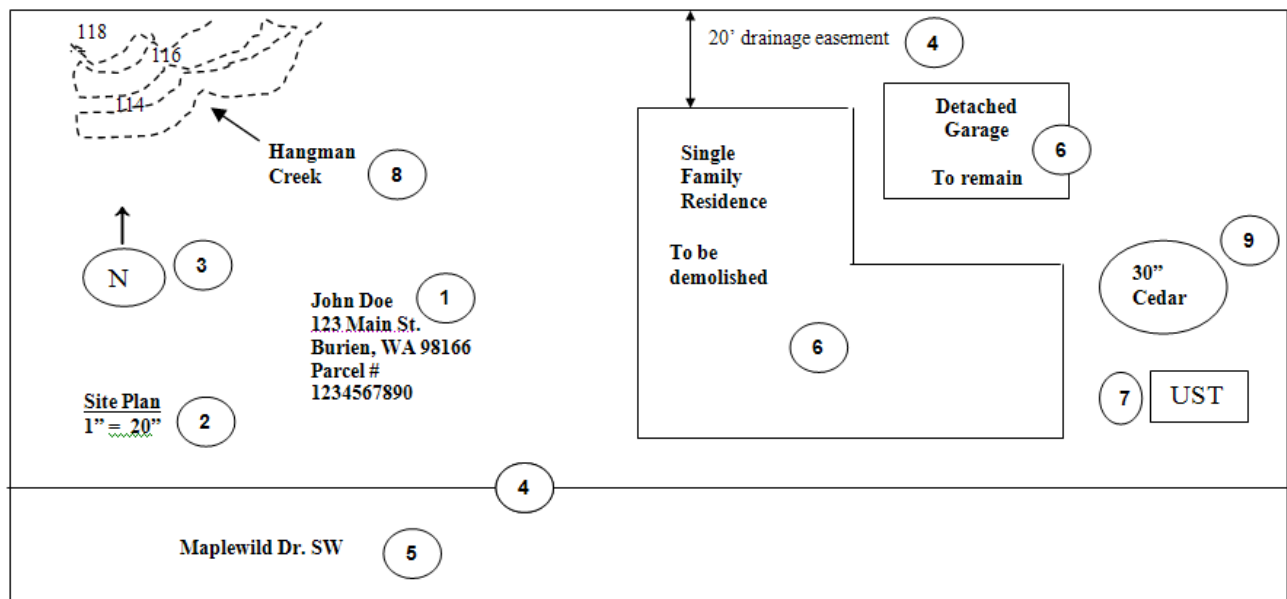 118
116
114
Hangman
Creek
8
N
3
John Doe
123 Main St.
Burien, WA 98166
Parcel #
1234567890
1
Site Plan
1” = 20”
2
20’ drainage easement
4
Single
Family
Residence
To be
demolished
6
Detached
Garage
To remain
6
9
30”
Cedar
7
UST
4
Maplewild Dr. SW
5